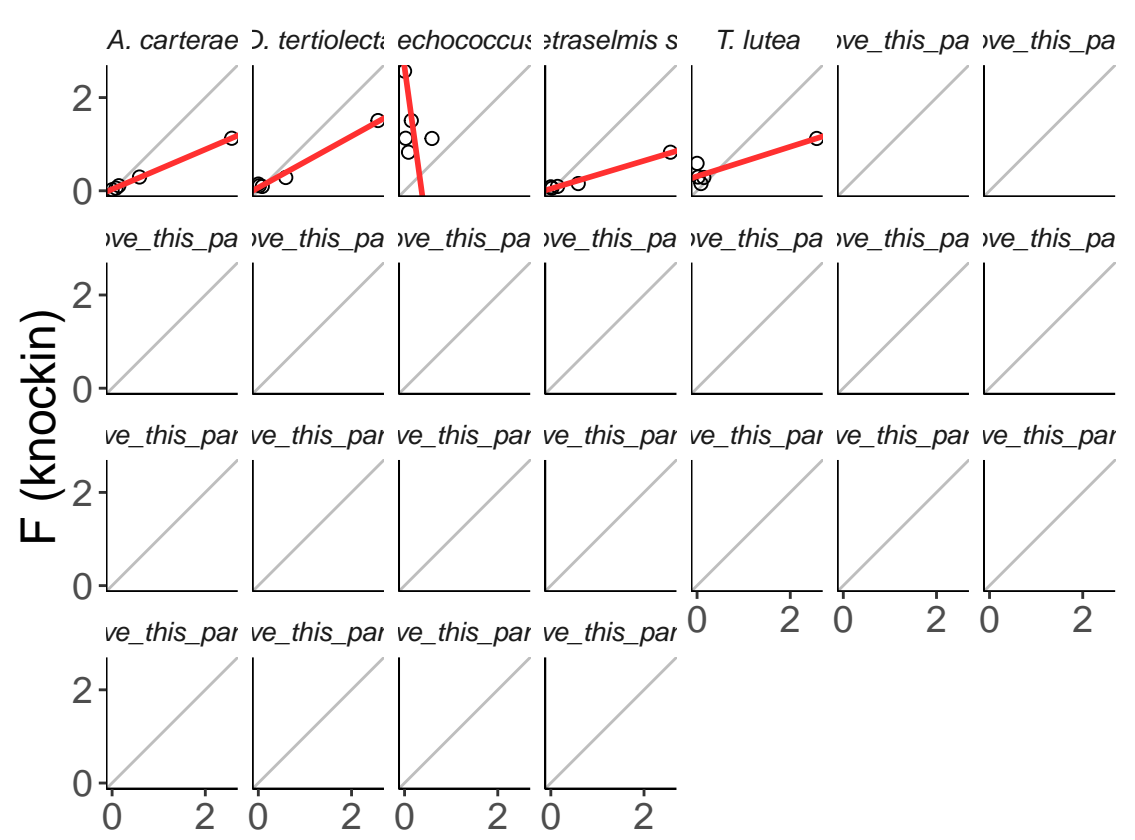 A. carterae D. tertiolecta echococcus etraselmis s T. lutea ove_this_pa ove_this_pa
2
0
ove_this_pa ove_this_pa ove_this_pa ove_this_pa ove_this_pa ove_this_pa ove_this_pa
2
0
F (knockin)
ve_this_par ve_this_par ve_this_par ve_this_par ve_this_par ve_this_par ve_this_par
2
0
0 2 0 2 0 2
ve_this_par ve_this_par ve_this_par ve_this_par
2
0
0 2 0 2 0 2 0 2